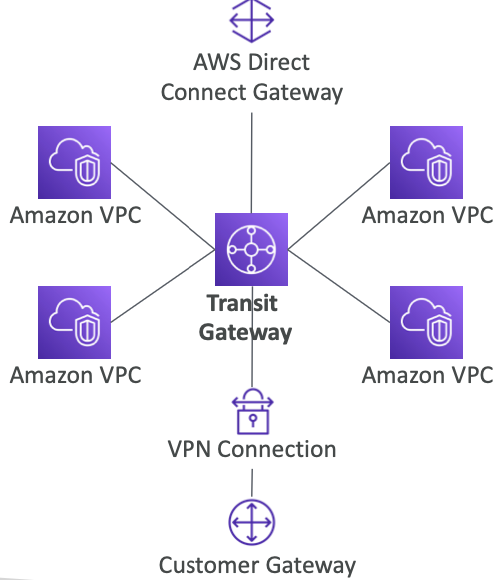 AWS Direct
Connect Gateway
Amazon VPC
Amazon VPC
Transit
Gateway
Amazon VPC
Amazon VPC
VPN Connection
Customer Gateway